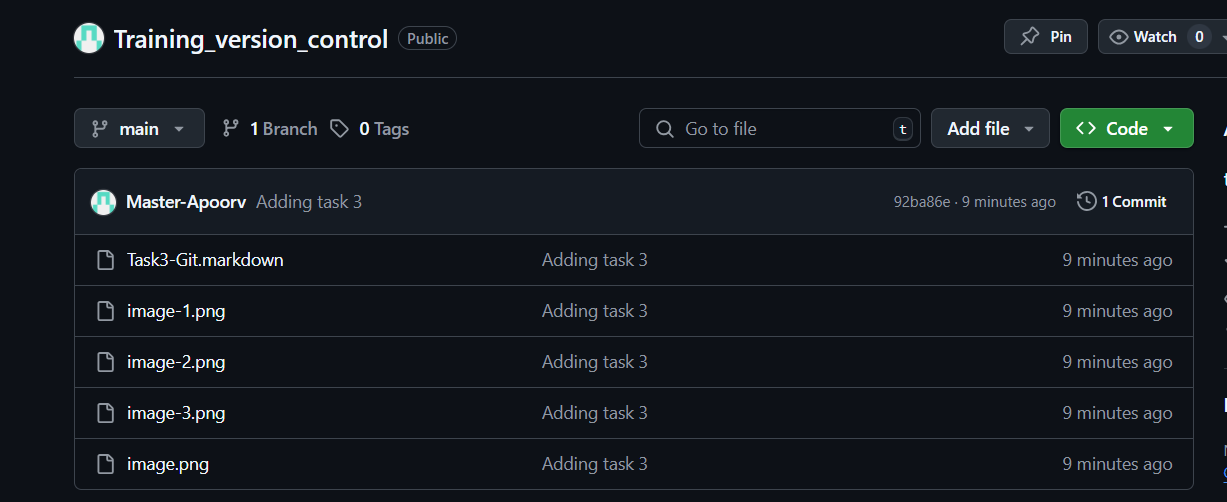 Training_version_control Public Pin Watch 0
main 1 Branch 0 Tags Go to file t Add file Code
Master-Apoorv Adding task 3 92ba86e · 9 minutes ago 1 Commit
Task3-Git.markdown Adding task 3 9 minutes ago
image-1.png Adding task 3 9 minutes ago
image-2.png Adding task 3 9 minutes ago
image-3.png Adding task 3 9 minutes ago
image.png Adding task 3 9 minutes ago